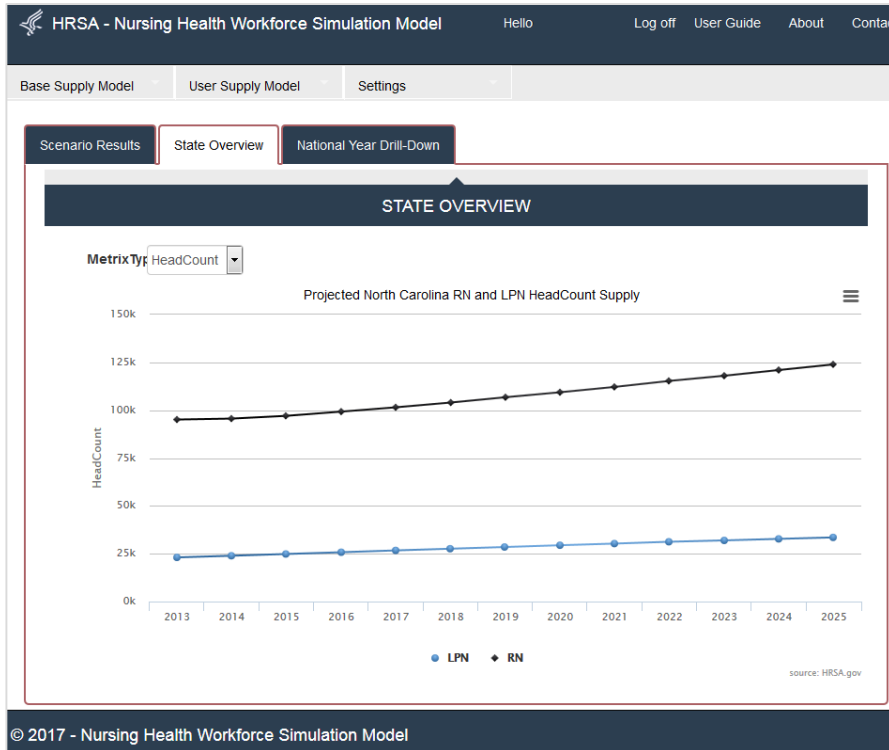 HRSA - Nursing Health Workforce Simulation Model Hello Log off User Guide About Contac
Base Supply Model User Supply Model Settings
Scenario Results State Overview National Year Drill-Down
STATE OVERVIEW
MetrixTyp HeadCount
Projected North Carolina RN and LPN HeadCount Supply
150k
125k
100k
75k
50k
25k
0k
HeadCount
2013 2014 2015 2016 2017 2018 2019 2020 2021 2022 2023 2024 2025
LPN RN
source: HRSA.gov
© 2017 - Nursing Health Workforce Simulation Model